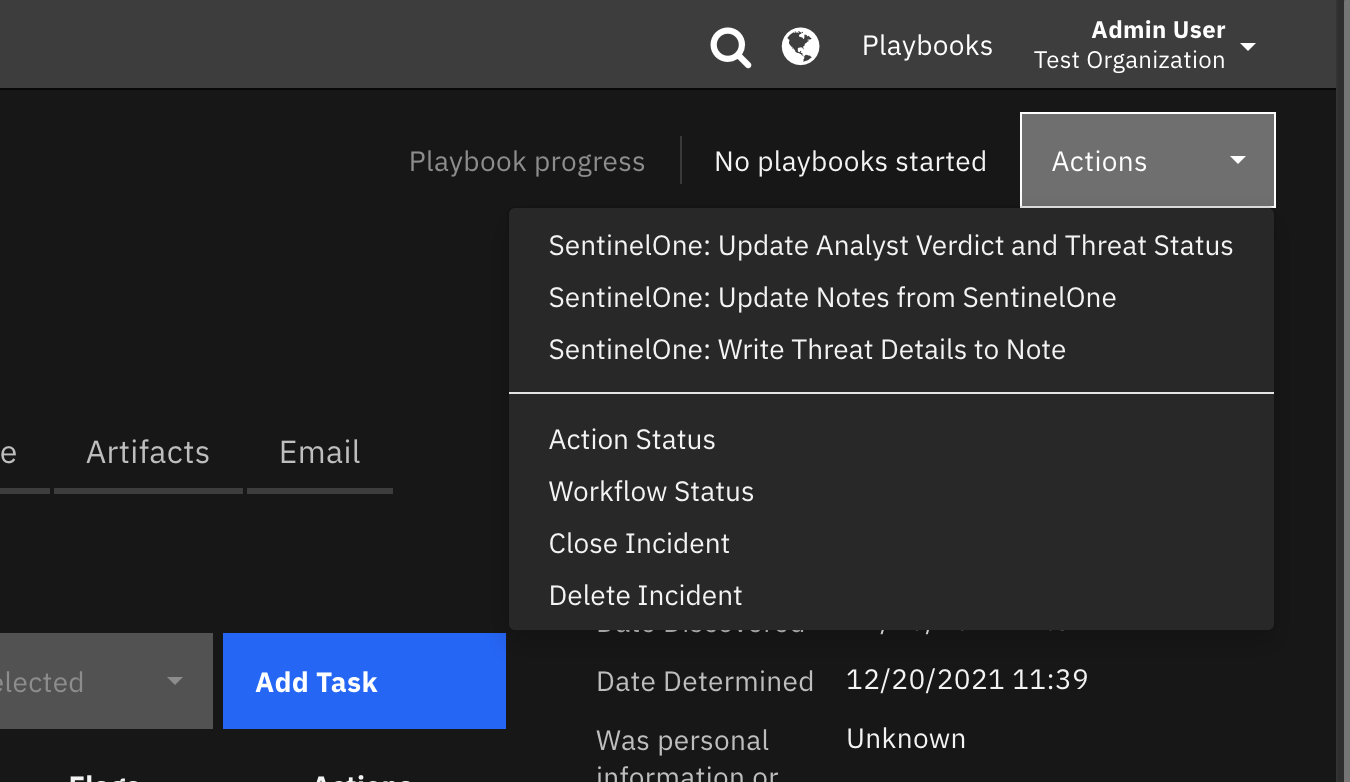 Admin User
Playbooks
Test Organization
Playbook progress
No playbooks started
Actions
SentinelOne: Update Analyst Verdict and Threat Status
SentinelOne: Update Notes from SentinelOne
SentinelOne: Write Threat Details to Note
Action Status
Workflow Status
Close Incident
Delete Incident
e
Artifacts
Email
elected
Add Task
Date Discovered
Date Determined
12/20/2021 11:39
Was personal
Unknown
information or
Flags
Actions